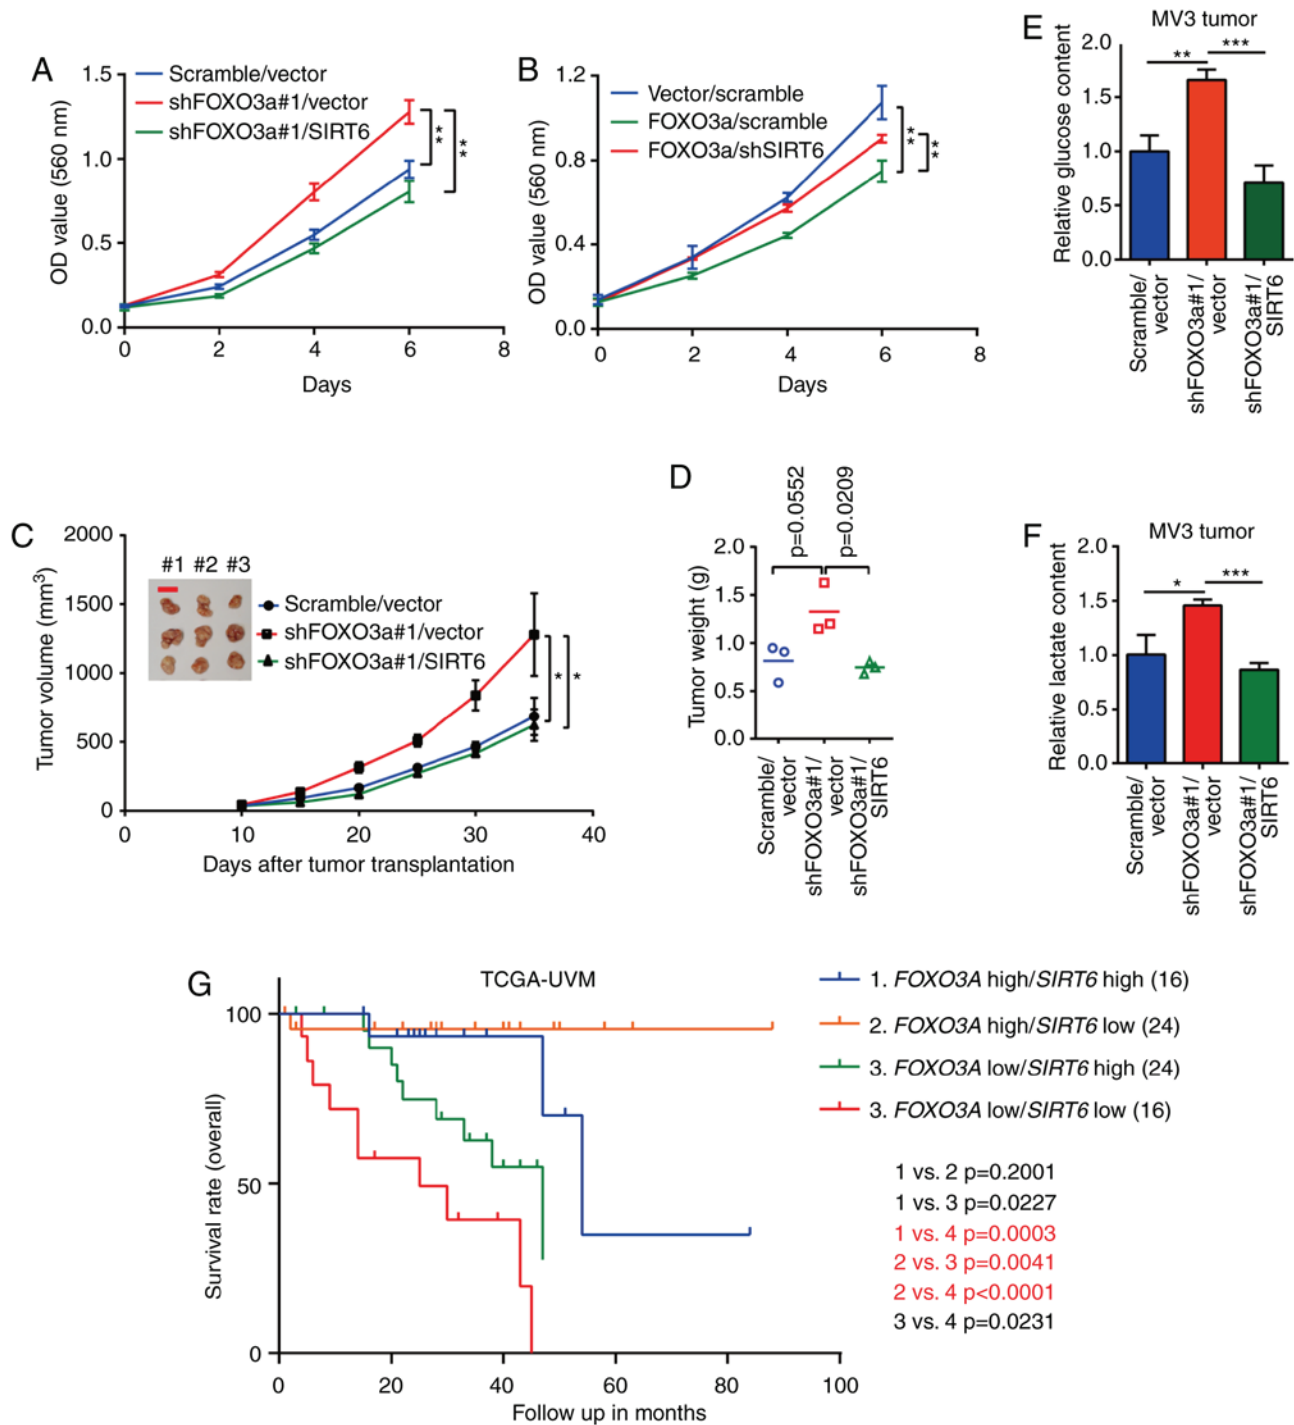 A
1.5
1.0
0.5
0.0
OD value (560 nm)
Scramble/vector
shFOXO3a#1/vector
shFOXO3a#1/SIRT6
**
**
0 2 4 6 8
Days
B
1.2
0.8
0.4
0.0
OD value (560 nm)
Vector/scramble
FOXO3a/scramble
FOXO3a/shSIRT6
**
**
0 2 4 6 8
Days
E
MV3 tumor
2.0
1.5
1.0
0.5
0.0
Relative glucose content
**
***
Scramble/
vector
shFOXO3a#1/
vector
shFOXO3a#1/
SIRT6
C
2000
1500
1000
500
0
Tumor volume (mm3)
#1 #2 #3
Scramble/vector
shFOXO3a#1/vector
shFOXO3a#1/SIRT6
*
*
0 10 20 30 40
Days after tumor transplantation
D
p=0.0552
p=0.0209
2.0
1.5
1.0
0.5
0.0
Tumor weight (g)
Scramble/
vector
shFOXO3a#1/
vector
shFOXO3a#1/
SIRT6
F
MV3 tumor
2.0
1.5
1.0
0.5
0.0
Relative lactate content
*
***
Scramble/
vector
shFOXO3a#1/
vector
shFOXO3a#1/
SIRT6
G
TCGA-UVM
100
50
0
Survival rate (overall)
0 20 40 60 80 100
Follow up in months
1. FOXO3A high/SIRT6 high (16)
2. FOXO3A high/SIRT6 low (24)
3. FOXO3A low/SIRT6 high (24)
3. FOXO3A low/SIRT6 low (16)
1 vs. 2 p=0.2001
1 vs. 3 p=0.0227
1 vs. 4 p=0.0003
2 vs. 3 p=0.0041
2 vs. 4 p<0.0001
3 vs. 4 p=0.0231